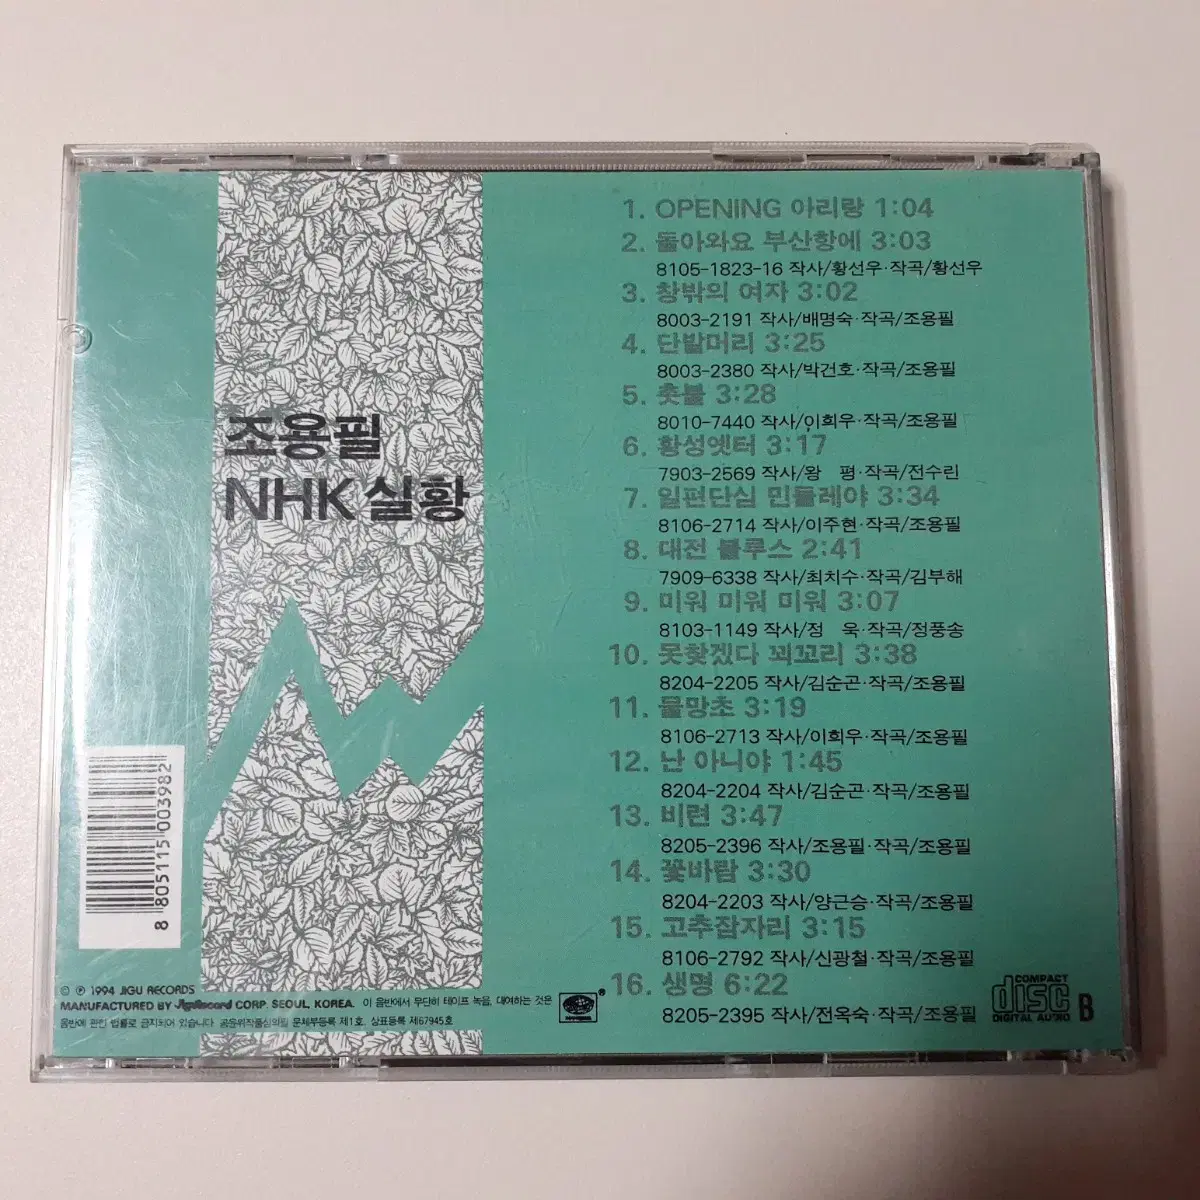 조용필
NHK 실황
1. OPENING 아리랑 1:04
2. 돌아와요 부산항에 3:03
8105-1823-16 작사/황선우·작곡/황선우
3. 창밖의 여자 3:02
8003-2191 작사/배명숙·작곡/조용필
4. 단발머리 3:25
8003-2380 작사/박건호·작곡/조용필
5. 촛불 3:28
8010-7440 작사/이희우·작곡/조용필
6. 황성옛터 3:17
7903-2569 작사/왕 평·작곡/전수린
7. 일편단심 민들레야 3:34
8106-2714 작사/이주현·작곡/조용필
8. 대전 블루스 2:41
7909-6338 작사/최치수·작곡/김부해
9. 미워 미워 미워 3:07
8103-1149 작사/정 욱·작곡/정풍송
10. 못찾겠다 꾀꼬리 3:38
8204-2205 작사/김순곤·작곡/조용필
11. 물망초 3:19
8106-2713 작사/이희우·작곡/조용필
12. 난 아니야 1:45
8204-2204 작사/김순곤·작곡/조용필
13. 비련 3:47
8205-2396 작사/조용필·작곡/조용필
14. 꽃바람 3:30
8204-2203 작사/양근승·작곡/조용필
15. 고추잠자리 3:15
8106-2792 작사/신광철·작곡/조용필
16. 생명 6:22
8205-2395 작사/전옥숙·작곡/조용필
8 805115 003982
© ℗ 1994 JIGU RECORDS
MANUFACTURED BY JiguRecord CORP. SEOUL, KOREA. 이 음반에서 무단히 테이프 녹음, 대여하는 것은
음반에 관한 법률로 금지되어 있습니다. 공윤위작품심의필 문체부등록 제1호. 상표등록 제67945호
COMPACT
disc
DIGITAL AUDIO
B